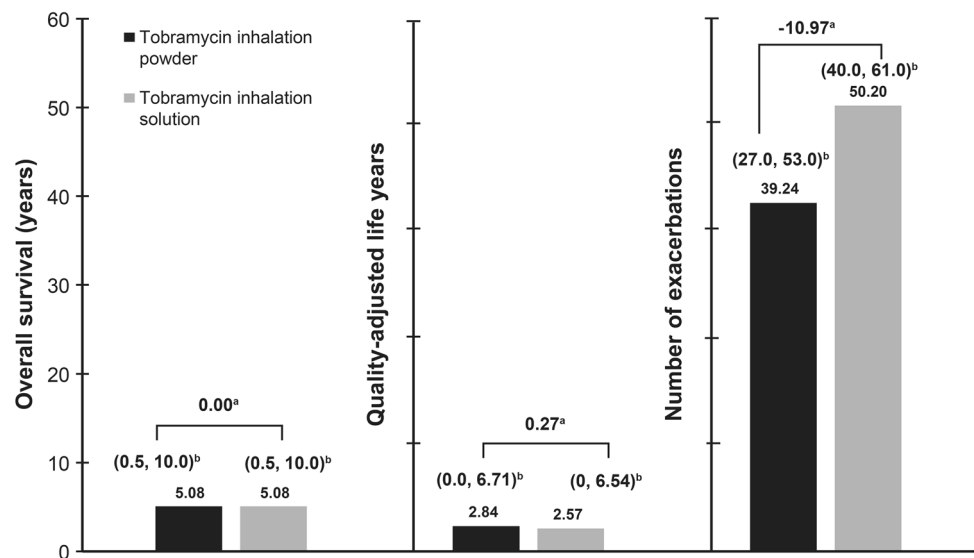 60
50
40
30
20
10
0
Overall survival (years)
Tobramycin inhalation
powder
Tobramycin inhalation
solution
0.00ᵃ
(0.5, 10.0)ᵇ
(0.5, 10.0)ᵇ
5.08
5.08
Quality-adjusted life years
0.27ᵃ
(0.0, 6.71)ᵇ
(0, 6.54)ᵇ
2.84
2.57
Number of exacerbations
-10.97ᵃ
(40.0, 61.0)ᵇ
50.20
(27.0, 53.0)ᵇ
39.24